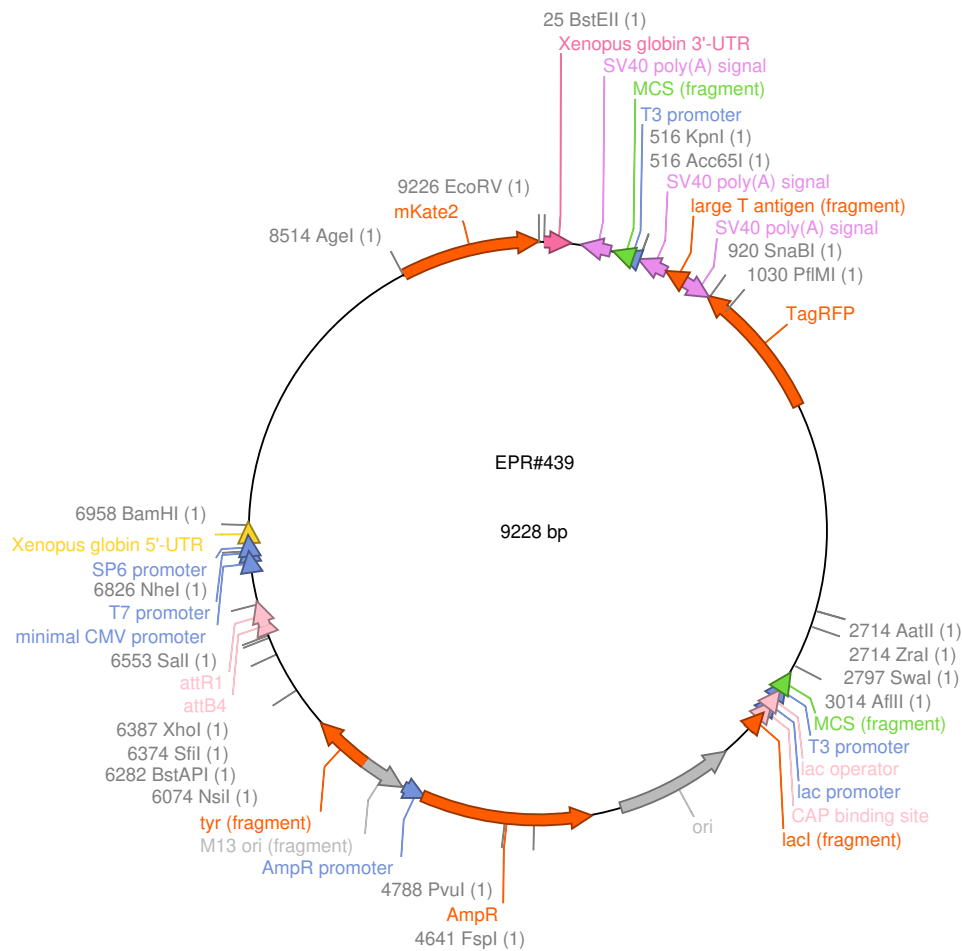 25 BstEII (1)
Xenopus globin 3'-UTR
SV40 poly(A) signal
MCS (fragment)
T3 promoter
516 KpnI (1)
516 Acc65I (1)
SV40 poly(A) signal
large T antigen (fragment)
SV40 poly(A) signal
920 SnaBI (1)
1030 PflMI (1)
TagRFP
9226 EcoRV (1)
mKate2
8514 AgeI (1)
EPR#439
9228 bp
6958 BamHI (1)
Xenopus globin 5'-UTR
SP6 promoter
6826 NheI (1)
T7 promoter
minimal CMV promoter
6553 SalI (1)
attR1
attB4
6387 XhoI (1)
6374 SfiI (1)
6282 BstAPI (1)
6074 NsiI (1)
tyr (fragment)
M13 ori (fragment)
AmpR promoter
4788 PvuI (1)
AmpR
4641 FspI (1)
ori
2714 AatII (1)
2714 ZraI (1)
2797 SwaI (1)
3014 AflII (1)
MCS (fragment)
T3 promoter
lac operator
lac promoter
CAP binding site
lacI (fragment)